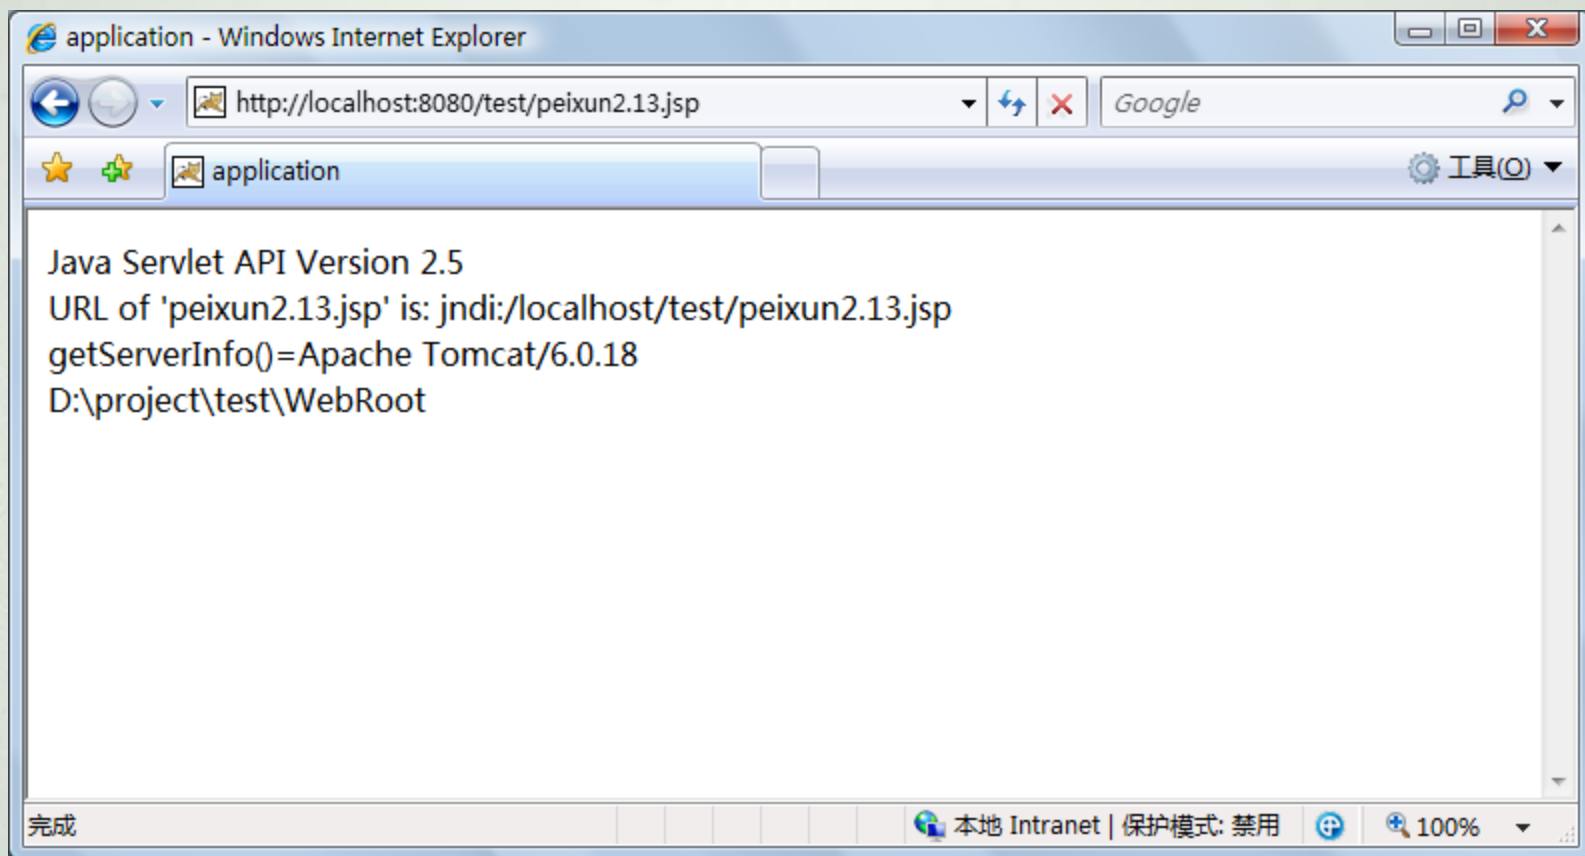 application - Windows Internet Explorer
http://localhost:8080/test/peixun2.13.jsp
Google
application
工具(O)
Java Servlet API Version 2.5
URL of 'peixun2.13.jsp' is: jndi:/localhost/test/peixun2.13.jsp
getServerInfo()=Apache Tomcat/6.0.18
D:\project\test\WebRoot
完成
本地 Intranet | 保护模式: 禁用
100%